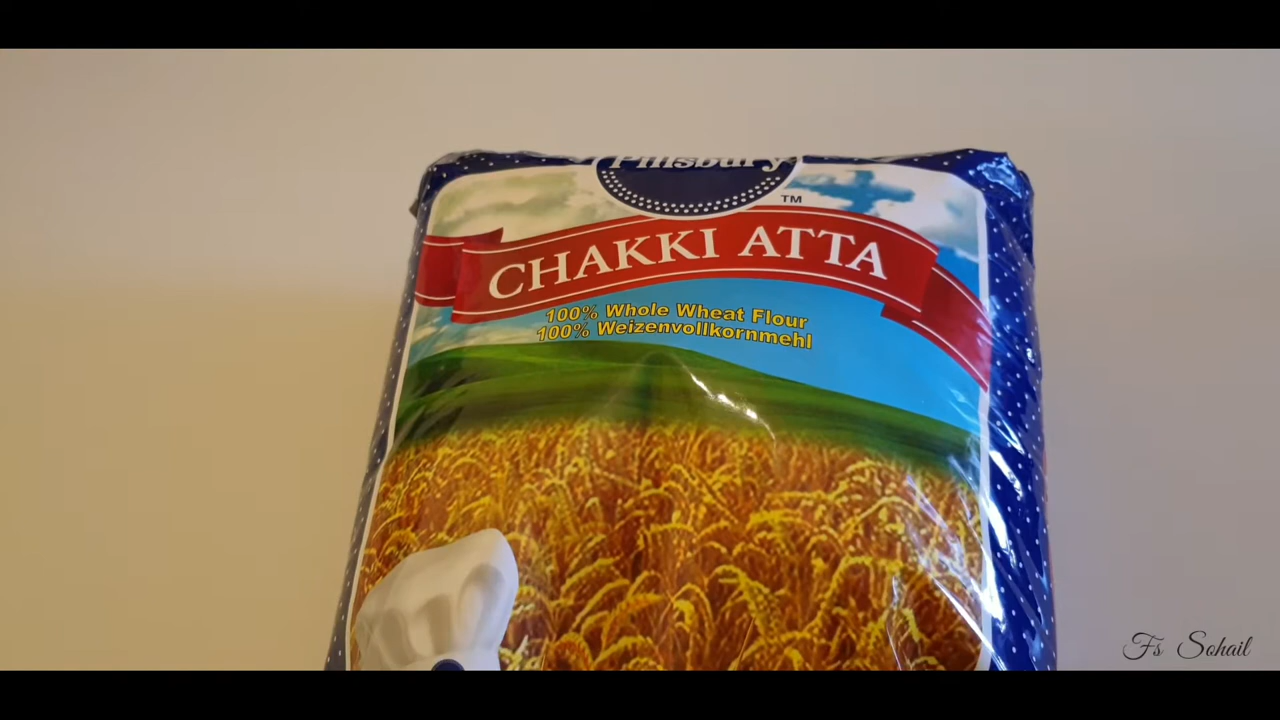 Pillsbury
TM
CHAKKI ATTA
100% Whole Wheat Flour
100% Weizenvollkornmehl
Fs Sohail